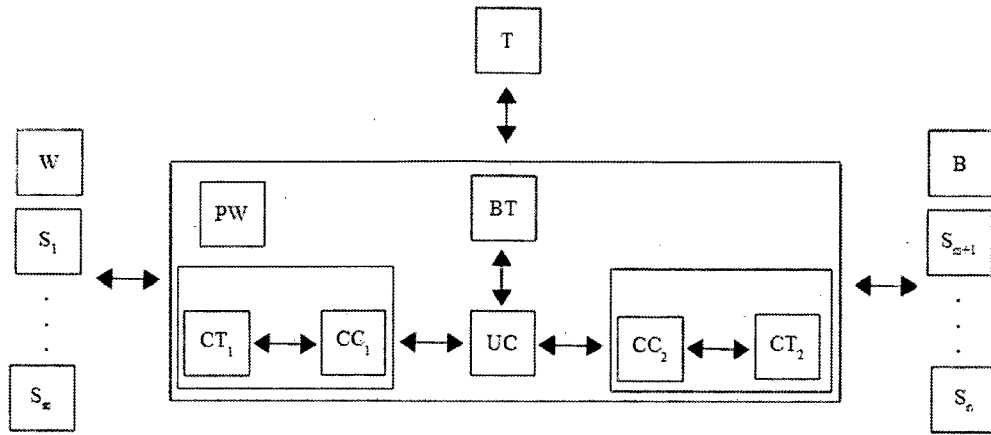 T
W
B
PW
BT
S₁
Sₘ₊₁
CT₁
CC₁
UC
CC₂
CT₂
Sₘ
Sₙ